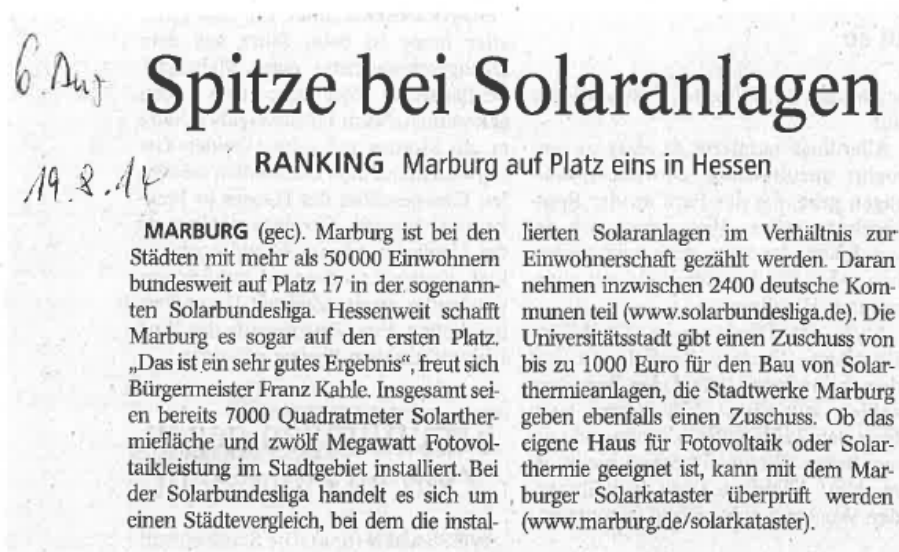 Spitze bei Solaranlagen
RANKING Marburg auf Platz eins in Hessen
19.8.14
MARBURG (gec). Marburg ist bei den
Städten mit mehr als 50000 Einwohnern
bundesweit auf Platz 17 in der sogenann-
ten Solarbundesliga. Hessenweit schafft
Marburg es sogar auf den ersten Platz.
„Das ist ein sehr gutes Ergebnis“, freut sich
Bürgermeister Franz Kahle. Insgesamt sei-
en bereits 7000 Quadratmeter Solarther-
miefläche und zwölf Megawatt Fotovol-
taikleistung im Stadtgebiet installiert. Bei
der Solarbundesliga handelt es sich um
einen Städtevergleich, bei dem die instal-
lierten Solaranlagen im Verhältnis zur
Einwohnerschaft gezählt werden. Daran
nehmen inzwischen 2400 deutsche Kom-
munen teil (www.solarbundesliga.de). Die
Universitätsstadt gibt einen Zuschuss von
bis zu 1000 Euro für den Bau von Solar-
thermieanlagen, die Stadtwerke Marburg
geben ebenfalls einen Zuschuss. Ob das
eigene Haus für Fotovoltaik oder Solar-
thermie geeignet ist, kann mit dem Mar-
burger Solarkataster überprüft werden
(www.marburg.de/solarkataster).